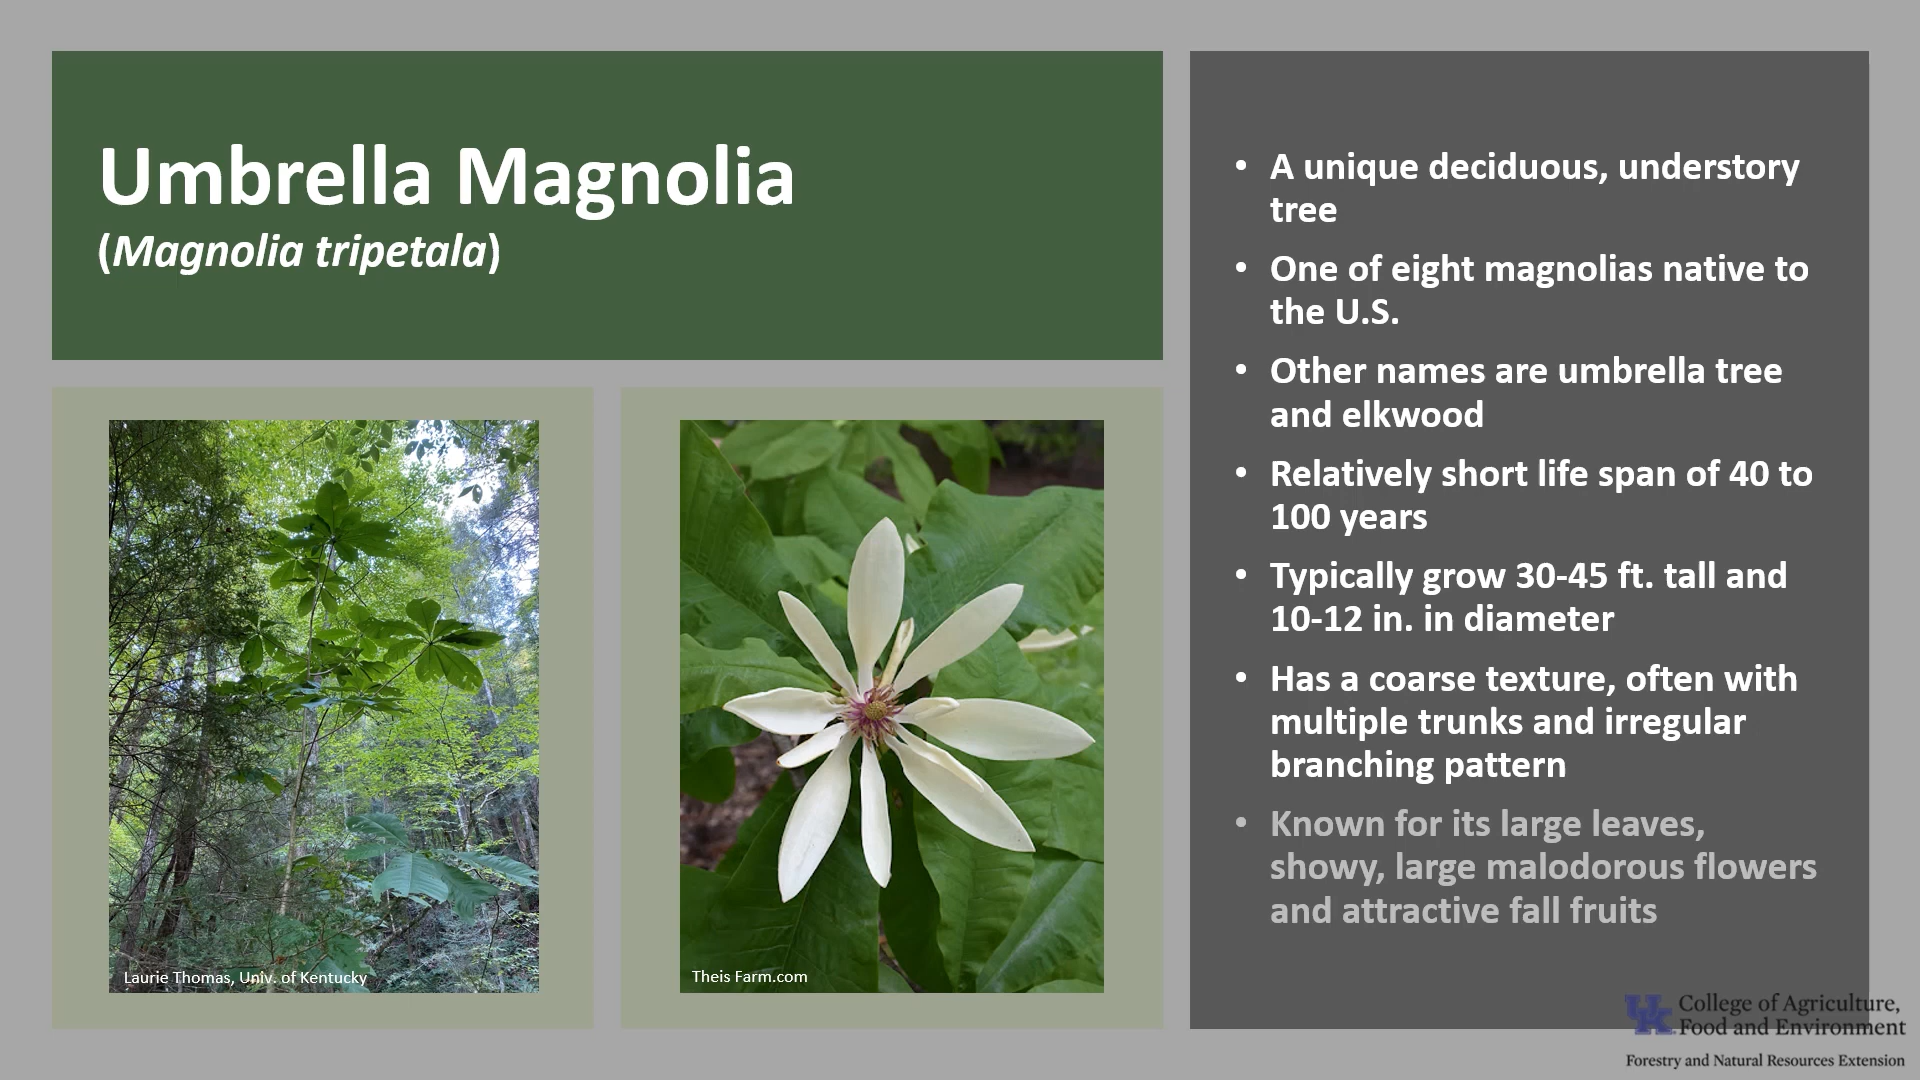 Umbrella Magnolia
(Magnolia tripetala)
Laurie Thomas, Univ. of Kentucky
Theis Farm.com
• A unique deciduous, understory
tree
• One of eight magnolias native to
the U.S.
• Other names are umbrella tree
and elkwood
• Relatively short life span of 40 to
100 years
• Typically grow 30-45 ft. tall and
10-12 in. in diameter
• Has a coarse texture, often with
multiple trunks and irregular
branching pattern
• Known for its large leaves,
showy, large malodorous flowers
and attractive fall fruits
UK College of Agriculture,
Food and Environment
Forestry and Natural Resources Extension